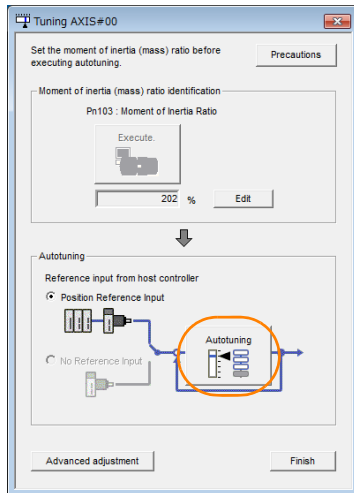 Tuning AXIS#00
Set the moment of inertia (mass) ratio before
executing autotuning.
Precautions
Moment of inertia (mass) ratio identification
Pn103 : Moment of Inertia Ratio
Execute.
202 %
Edit
Autotuning
Reference input from host controller
Position Reference Input
Autotuning
No Reference Input
Advanced adjustment
Finish